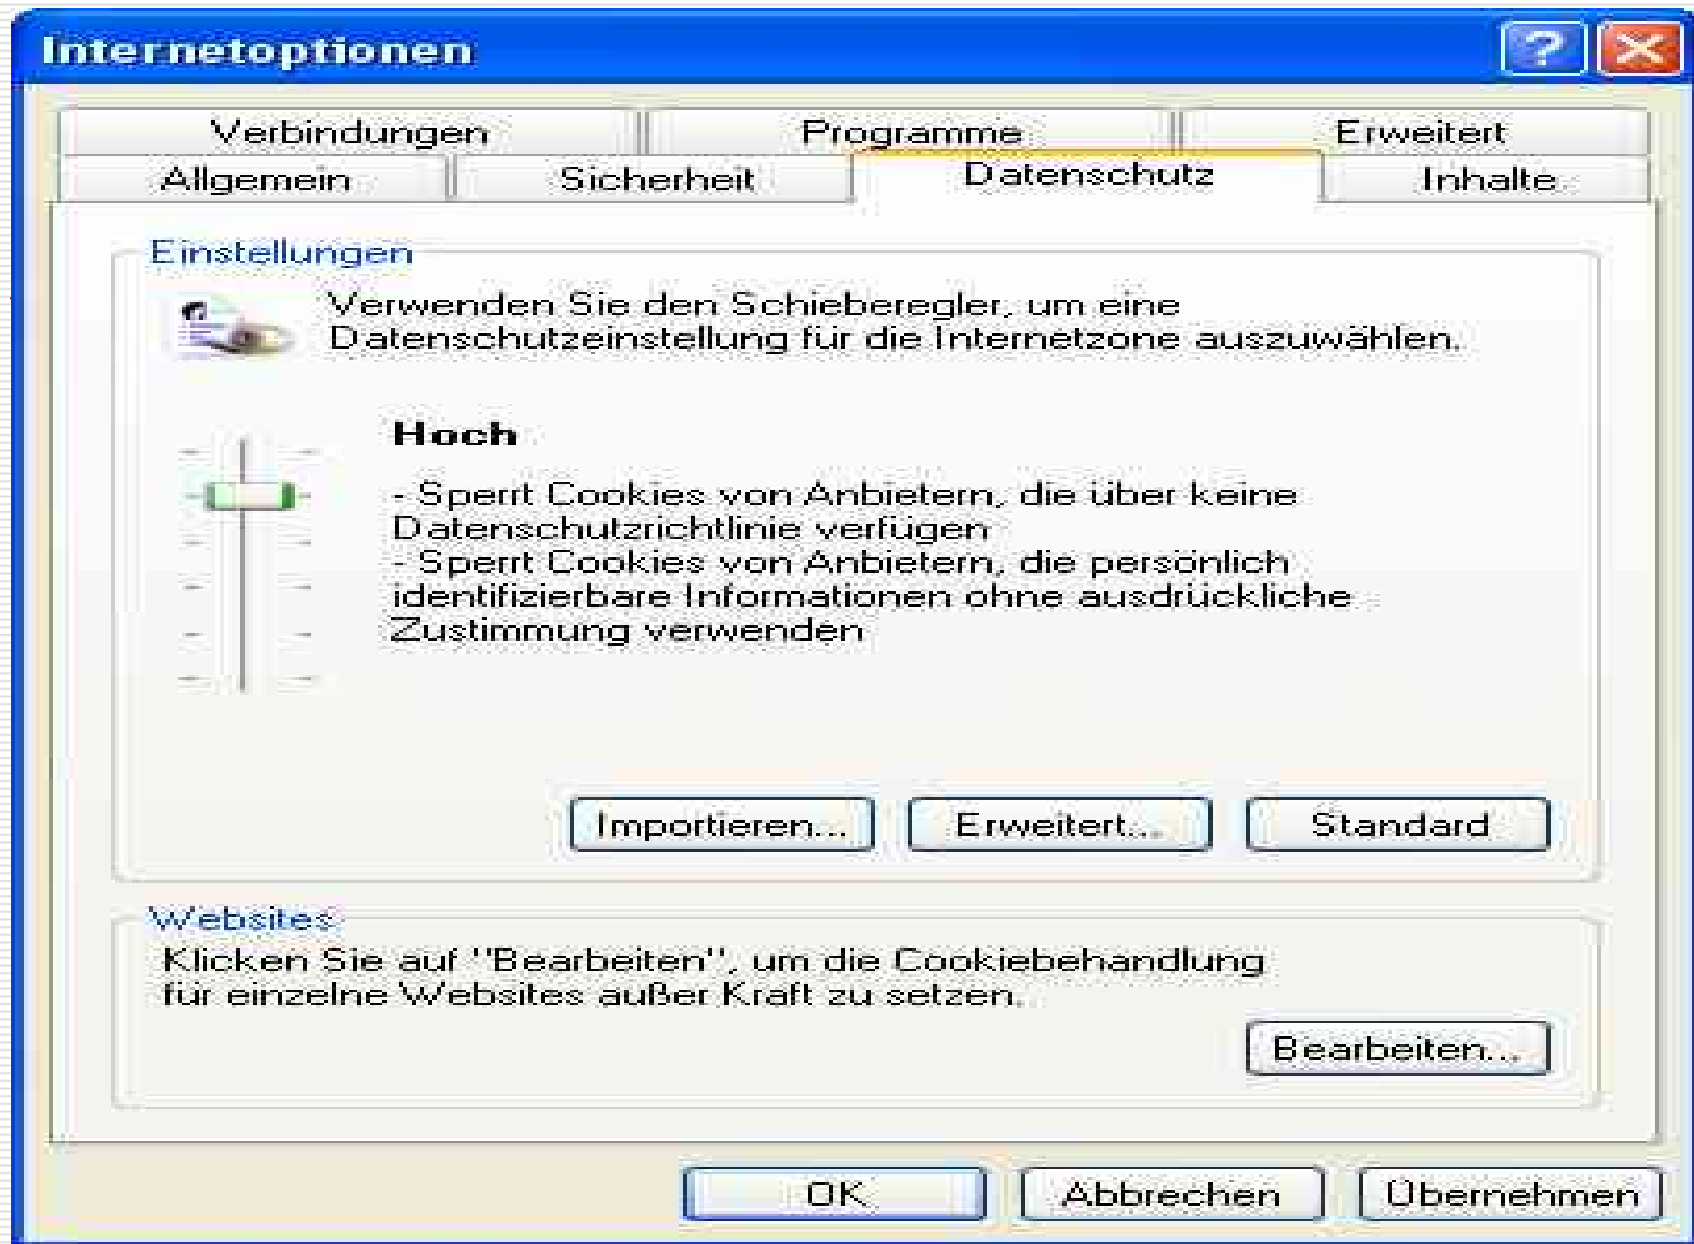 Internetoptionen
Verbindungen Programme Erweitert
Allgemein Sicherheit Datenschutz Inhalte
Einstellungen
Verwenden Sie den Schieberegler, um eine
Datenschutzeinstellung für die Internetzone auszuwählen.
Hoch
- Sperrt Cookies von Anbietern, die über keine
Datenschutzrichtlinie verfügen
- Sperrt Cookies von Anbietern, die persönlich
identifizierbare Informationen ohne ausdrückliche
Zustimmung verwenden
Importieren... Erweitert... Standard
Websites
Klicken Sie auf "Bearbeiten", um die Cookiebehandlung
für einzelne Websites außer Kraft zu setzen.
Bearbeiten...
OK Abbrechen Übernehmen